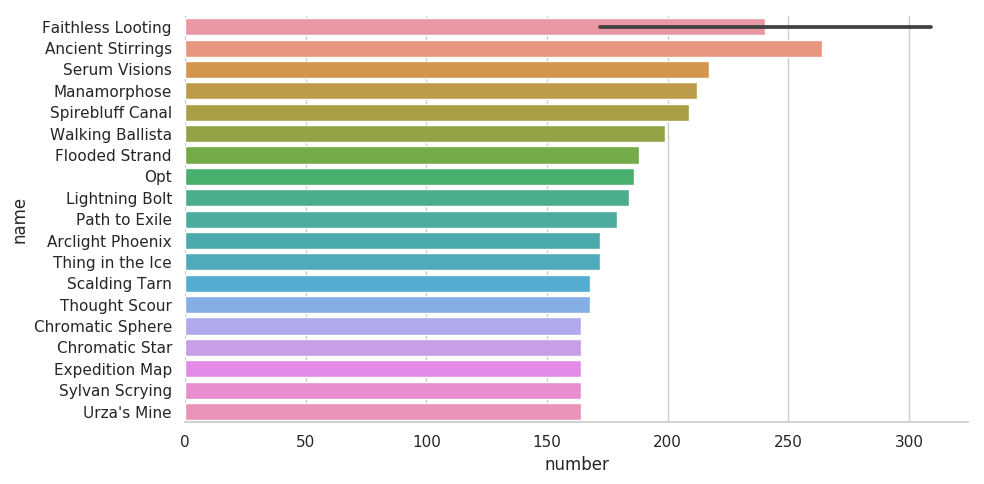 Faithless Looting
Ancient Stirrings
Serum Visions
Manamorphose
Spirebluff Canal
Walking Ballista
Flooded Strand
Opt
Lightning Bolt
Path to Exile
Arclight Phoenix
Thing in the Ice
Scalding Tarn
Thought Scour
Chromatic Sphere
Chromatic Star
Expedition Map
Sylvan Scrying
Urza's Mine
name
0 50 100 150 200 250 300
number